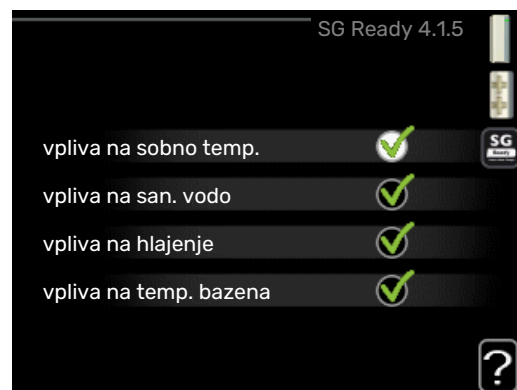 SG Ready 4.1.5
vpliva na sobno temp.
SG
Ready
vpliva na san. vodo
vpliva na hlajenje
vpliva na temp. bazena
?